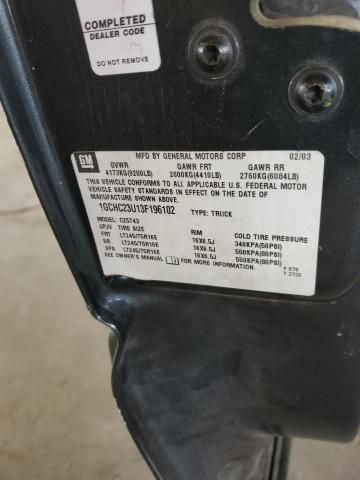 COMPLETED
DEALER CODE
DO NOT REMOVE
GM
MFD BY GENERAL MOTORS CORP 02/03
GVWR GAWR FRT GAWR RR
4173KG(9200LB) 2000KG(4410LB) 2760KG(6084LB)
THIS VEHICLE CONFORMS TO ALL APPLICABLE U.S. FEDERAL MOTOR
VEHICLE SAFETY STANDARDS IN EFFECT ON THE DATE OF
MANUFACTURE SHOWN ABOVE.
1GCHC23U13F196102 TYPE: TRUCK
MODEL: C25743
TIRE SIZE RIM COLD TIRE PRESSURE
FRT LT245/75R16E 16X6.5J 340KPA(50PSI)
RR LT245/75R16E 16X6.5J 550KPA(80PSI)
SPA LT245/75R16E 16X6.5J 550KPA(80PSI)
SEE OWNER'S MANUAL FOR MORE INFORMATION.